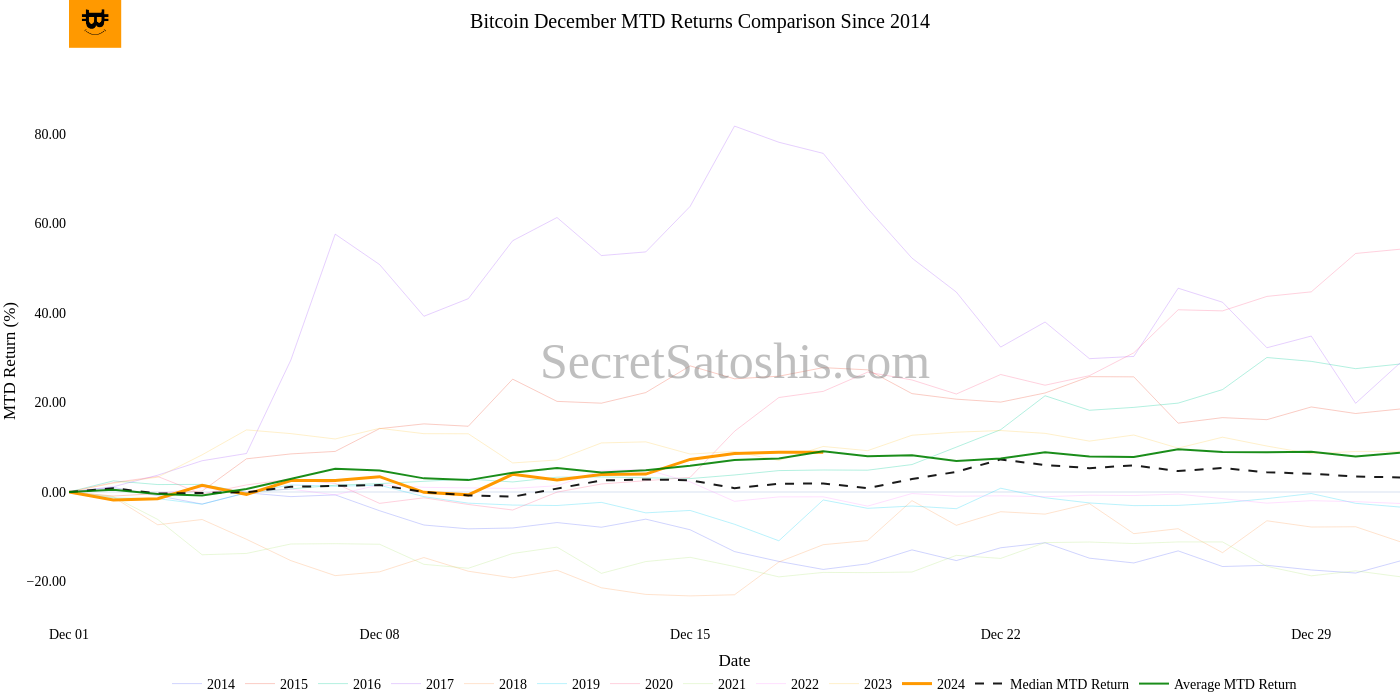 Bitcoin December MTD Returns Comparison Since 2014
80.00
60.00
40.00
20.00
0.00
−20.00
MTD Return (%)
SecretSatoshis.com
Dec 01 Dec 08 Dec 15 Dec 22 Dec 29
Date
2014 2015 2016 2017 2018 2019 2020 2021 2022 2023 2024 Median MTD Return Average MTD Return